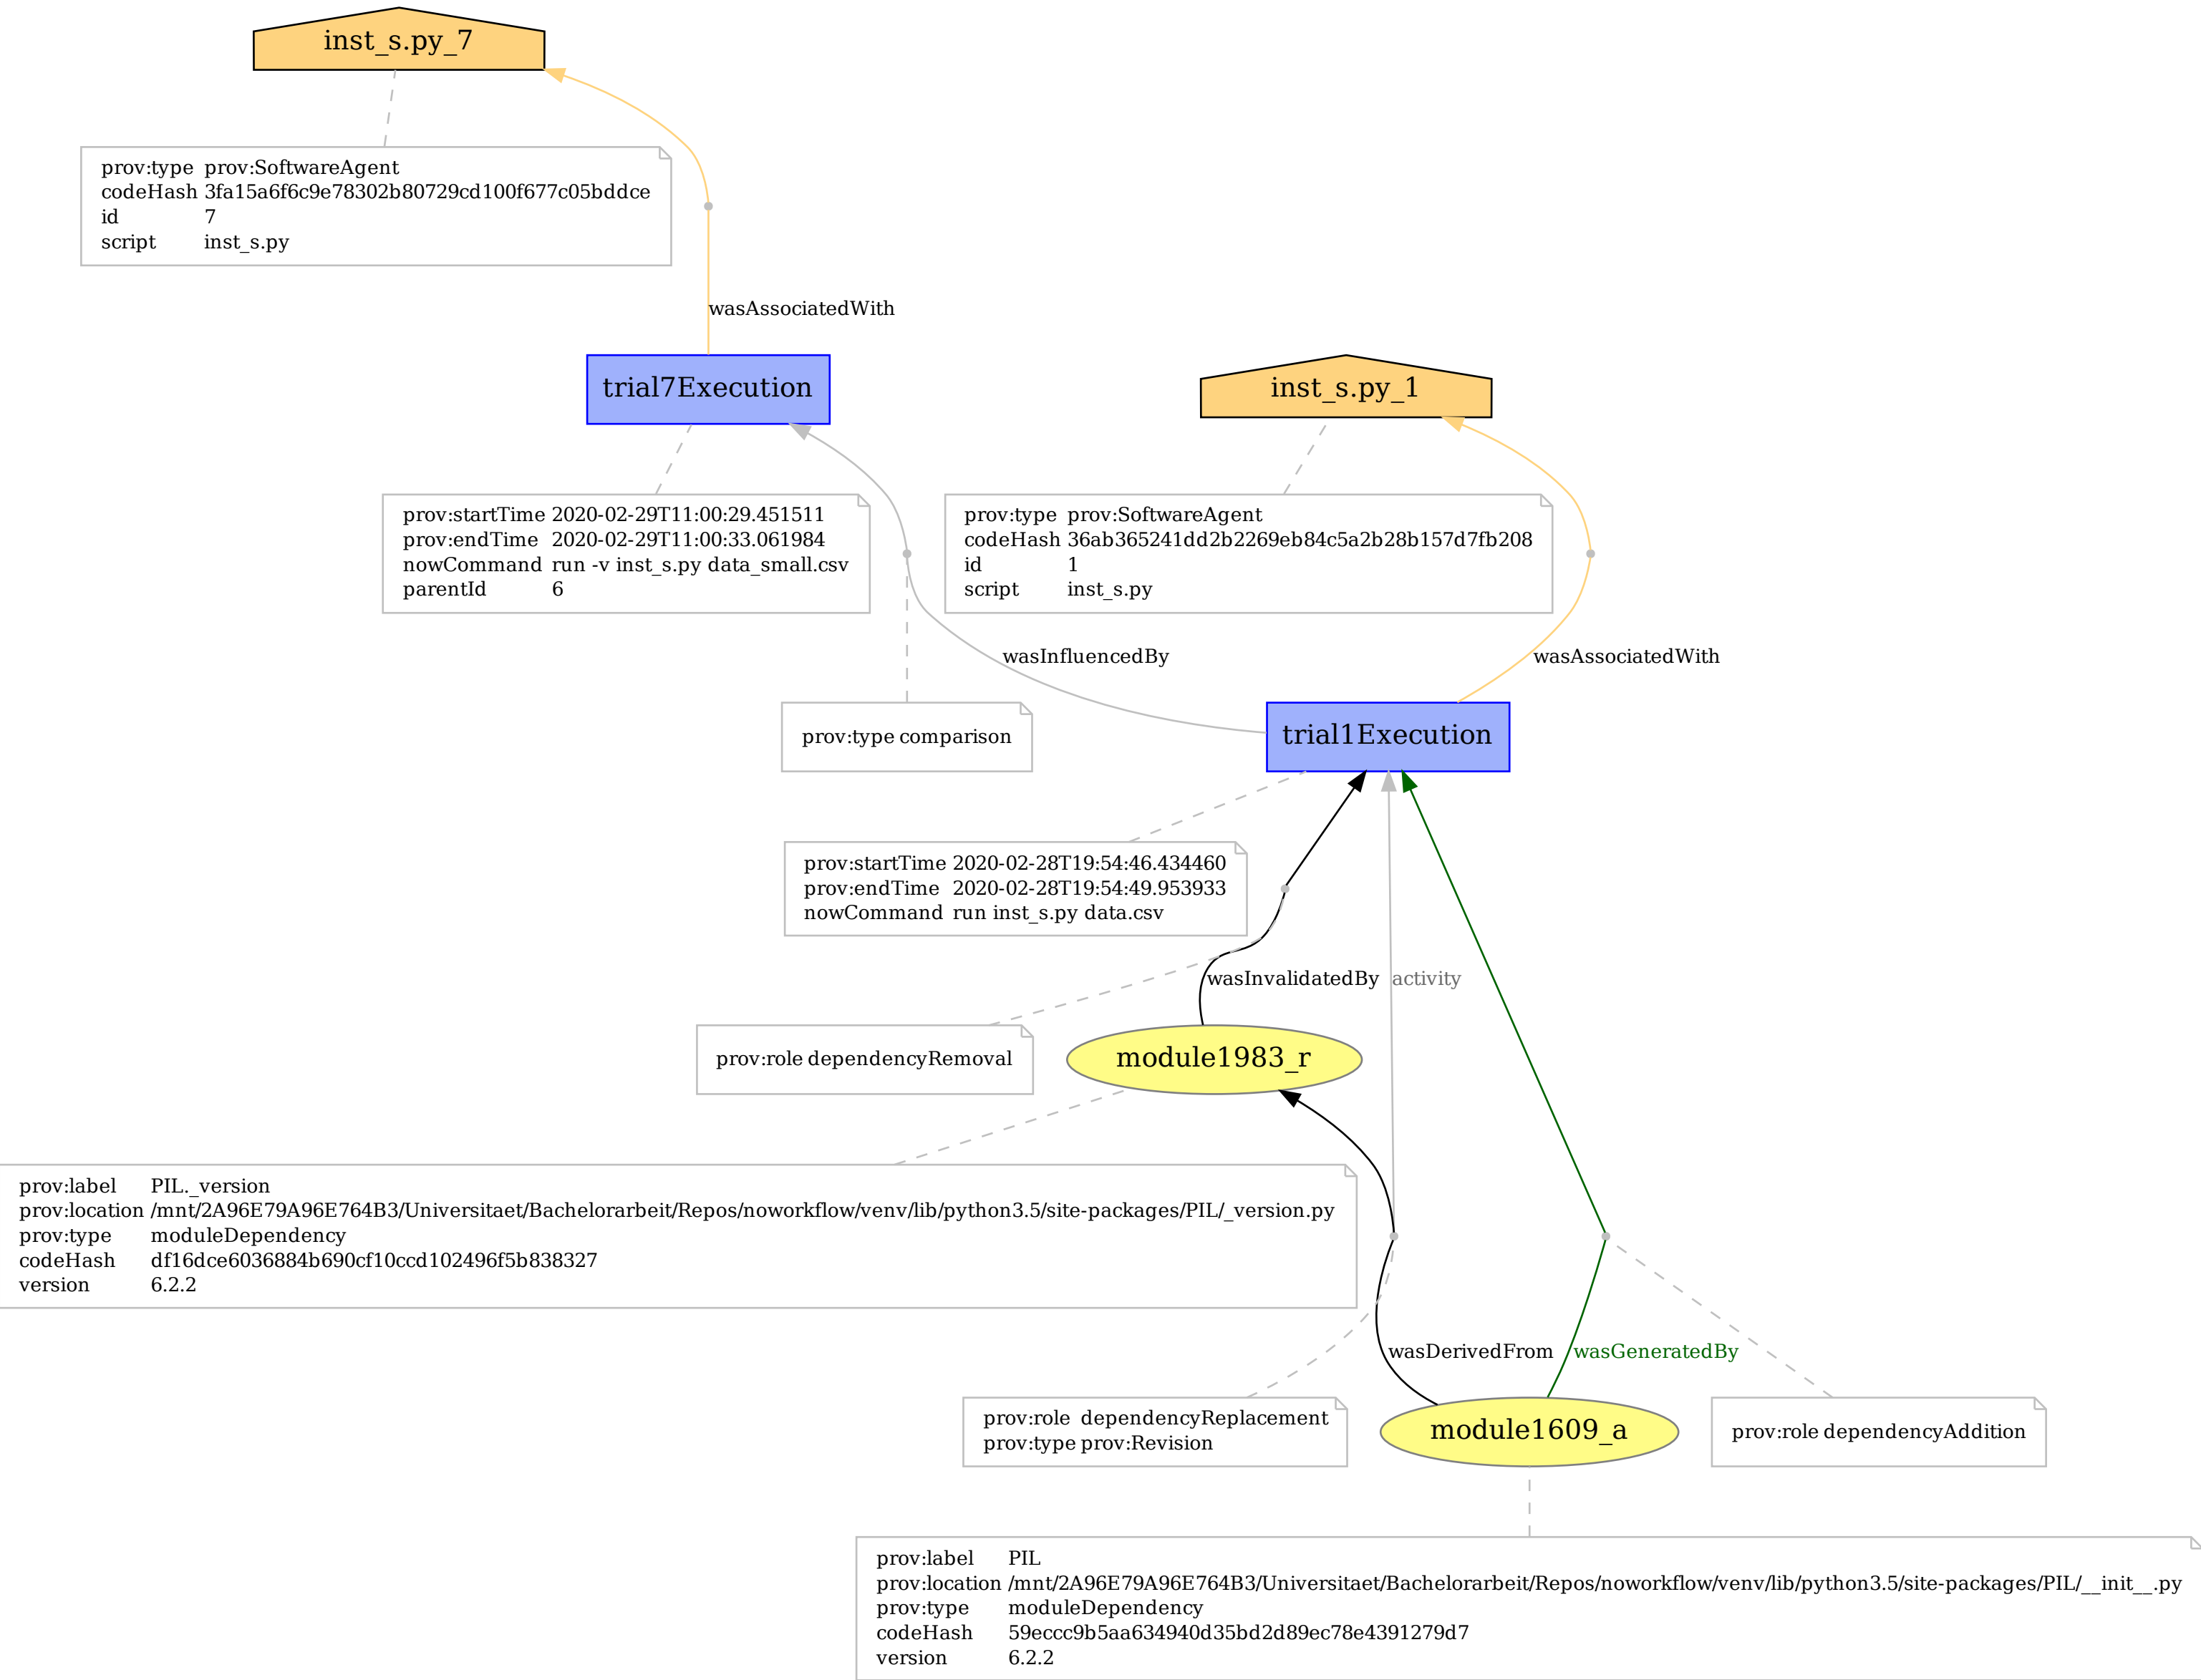 inst_s.py_7
prov:type prov:SoftwareAgent
codeHash 3fa15a6f6c9e78302b80729cd100f677c05bddce
id 7
script inst_s.py
wasAssociatedWith
trial7Execution
inst_s.py_1
prov:startTime 2020-02-29T11:00:29.451511
prov:endTime 2020-02-29T11:00:33.061984
nowCommand run -v inst_s.py data_small.csv
parentId 6
prov:type prov:SoftwareAgent
codeHash 36ab365241dd2b2269eb84c5a2b28b157d7fb208
id 1
script inst_s.py
wasInfluencedBy
wasAssociatedWith
prov:type comparison
trial1Execution
prov:startTime 2020-02-28T19:54:46.434460
prov:endTime 2020-02-28T19:54:49.953933
nowCommand run inst_s.py data.csv
wasInvalidatedBy
activity
prov:role dependencyRemoval
module1983_r
prov:label PIL._version
prov:location /mnt/2A96E79A96E764B3/Universitaet/Bachelorarbeit/Repos/noworkflow/venv/lib/python3.5/site-packages/PIL/_version.py
prov:type moduleDependency
codeHash df16dce6036884b690cf10ccd102496f5b838327
version 6.2.2
wasDerivedFrom
wasGeneratedBy
prov:role dependencyReplacement
prov:type prov:Revision
module1609_a
prov:role dependencyAddition
prov:label PIL
prov:location /mnt/2A96E79A96E764B3/Universitaet/Bachelorarbeit/Repos/noworkflow/venv/lib/python3.5/site-packages/PIL/__init__.py
prov:type moduleDependency
codeHash 59eccc9b5aa634940d35bd2d89ec78e4391279d7
version 6.2.2